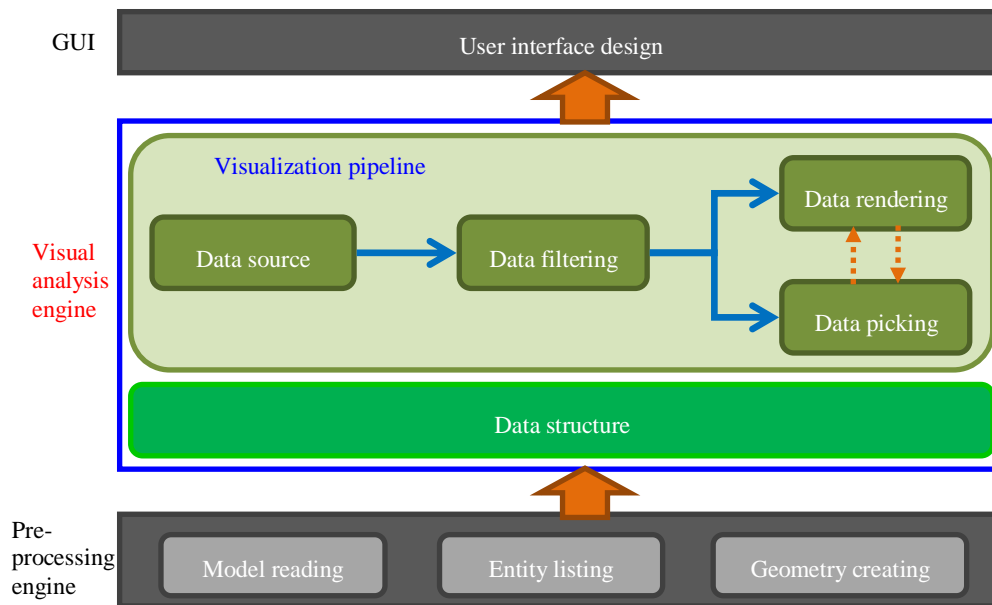 GUI
User interface design
Visualization pipeline
Data rendering
Visual
analysis
engine
Data source
Data filtering
Data picking
Data structure
Pre-
processing
engine
Model reading
Entity listing
Geometry creating